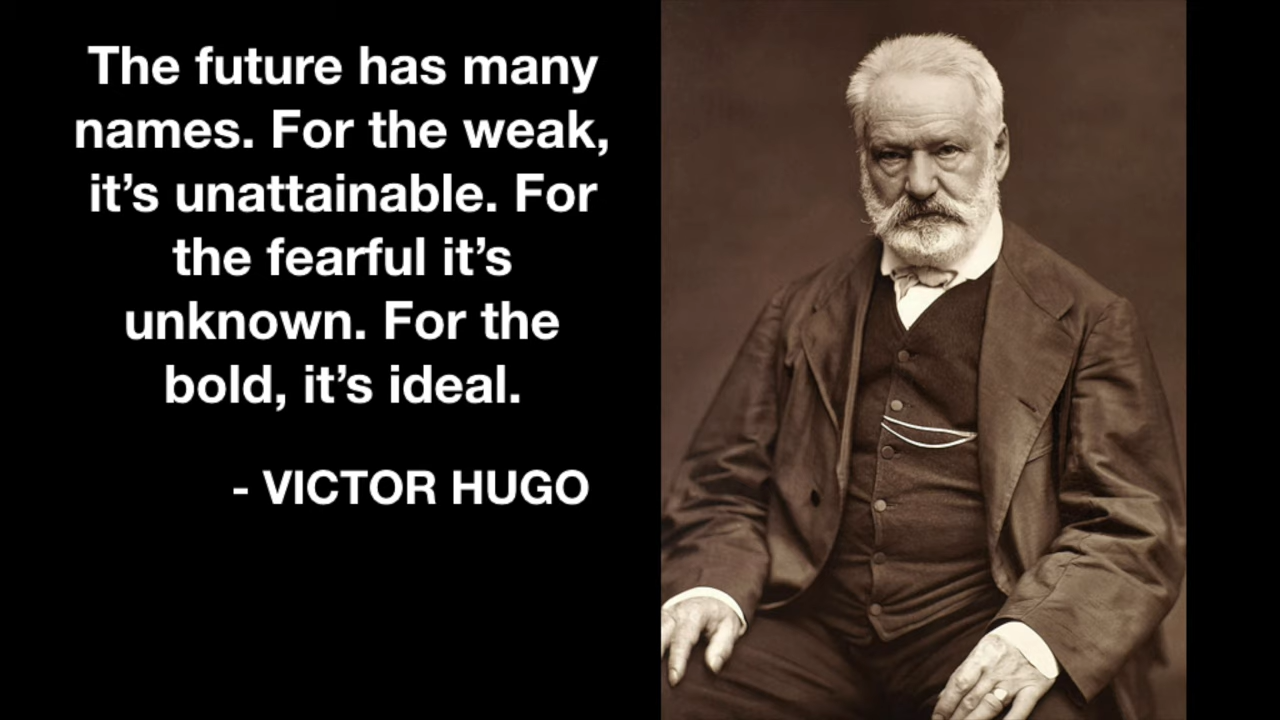 The future has many
names. For the weak,
it’s unattainable. For
the fearful it’s
unknown. For the
bold, it’s ideal.
- VICTOR HUGO